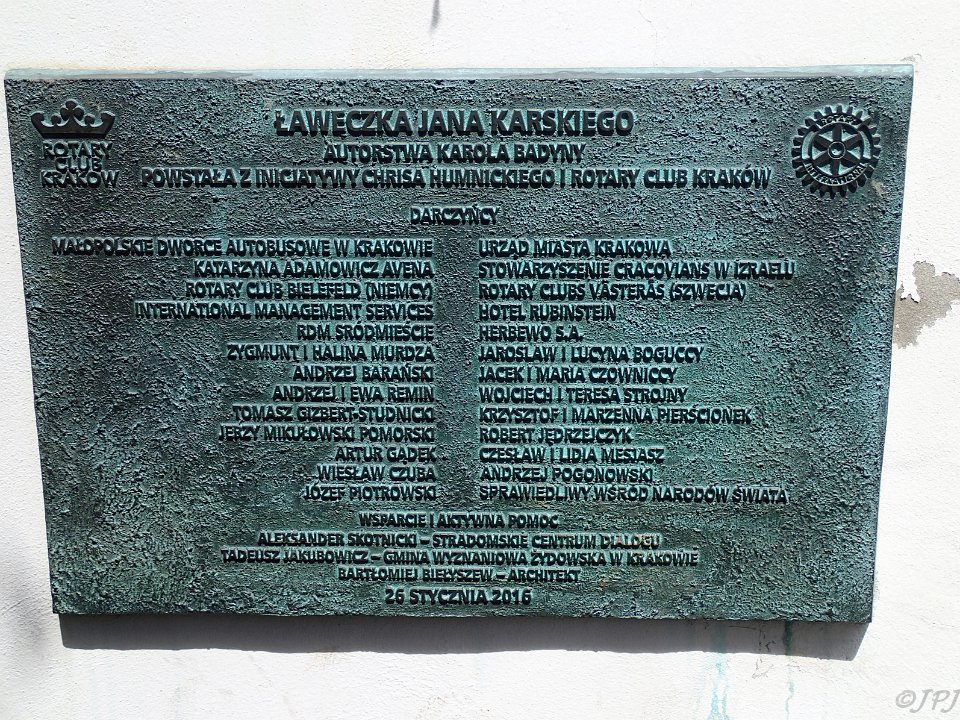 ROTARY
CLUB
KRAKÓW
ŁAWECZKA JANA KARSKIEGO
AUTORSTWA KAROLA BADYNY
POWSTAŁA Z INICJATYWY CHRISA HUMNICKIEGO I ROTARY CLUB KRAKÓW
ROTARY
INTERNATIONAL
DARCZYŃCY
MAŁOPOLSKIE DWORCE AUTOBUSOWE W KRAKOWIE
KATARZYNA ADAMOWICZ AVENA
ROTARY CLUB BIELEFELD (NIEMCY)
INTERNATIONAL MANAGEMENT SERVICES
RDM ŚRÓDMIEŚCIE
ZYGMUNT I HALINA MURDZA
ANDRZEJ BARAŃSKI
ANDRZEJ I EWA REMIN
TOMASZ GIZBERT-STUDNICKI
JERZY MIKUŁOWSKI POMORSKI
ARTUR GĄDEK
WIESŁAW CZUBA
JÓZEF PIOTROWSKI
URZĄD MIASTA KRAKOWA
STOWARZYSZENIE CRACOVIANS W IZRAELU
ROTARY CLUBS VÄSTERÅS (SZWECJA)
HOTEL RUBINSTEIN
HERBEWO S.A.
JAROSŁAW I LUCYNA BOGUCCY
JACEK I MARIA CZOWNICCY
WOJCIECH I TERESA STROJNY
KRZYSZTOF I MARZENNA PIERŚCIONEK
ROBERT JĘDRZEJCZYK
CZESŁAW I LIDIA MESJASZ
ANDRZEJ POGONOWSKI
SPRAWIEDLIWY WŚRÓD NARODÓW ŚWIATA
WSPARCIE I AKTYWNA POMOC
ALEKSANDER SKOTNICKI – STRADOMSKIE CENTRUM DIALOGU
TADEUSZ JAKUBOWICZ – GMINA WYZNANIOWA ŻYDOWSKA W KRAKOWIE
BARTŁOMIEJ BIEŁYSZEW – ARCHITEKT
26 STYCZNIA 2016
©JPJ